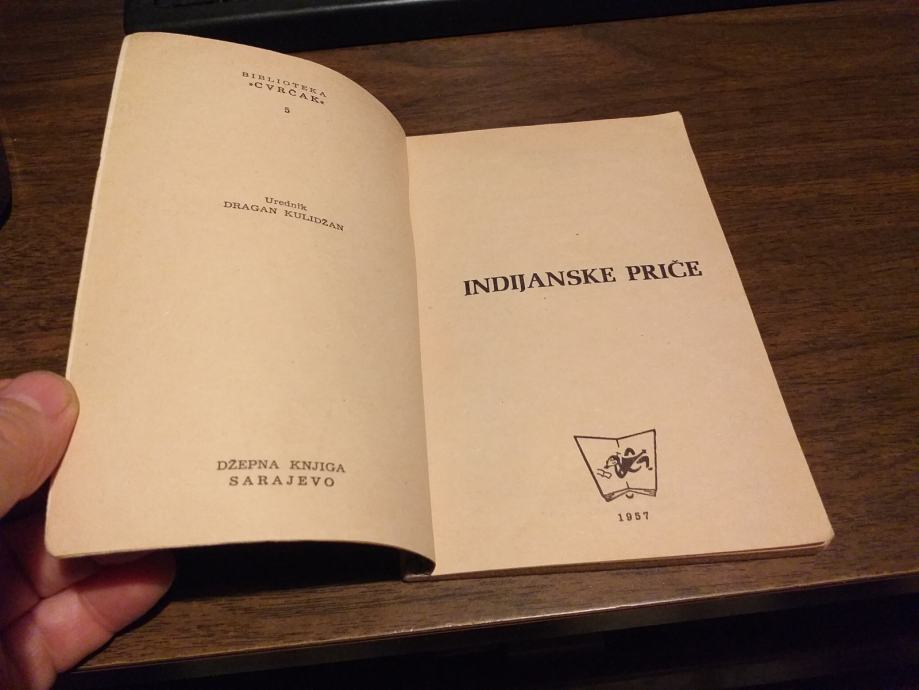 BIBLIOTEKA
»CVRČAK«
5
Urednik
DRAGAN KULIDŽAN
DŽEPNA KNJIGA
SARAJEVO
INDIJANSKE PRIČE
1957